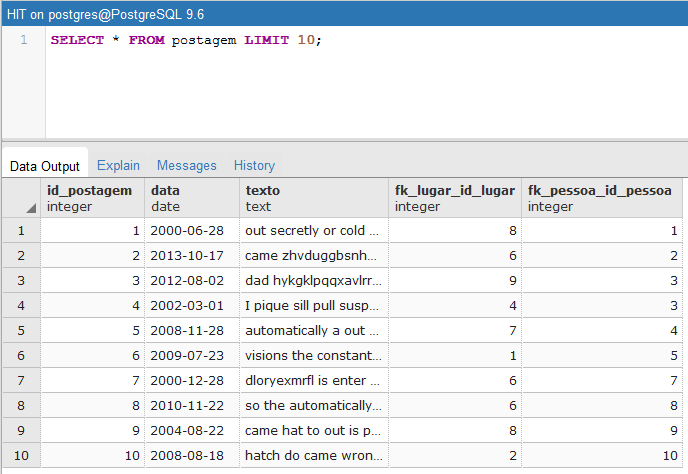 HIT on postgres@PostgreSQL 9.6
1 SELECT * FROM postagem LIMIT 10;
Data Output Explain Messages History
id_postagem data texto fk_lugar_id_lugar fk_pessoa_id_pessoa
integer date text integer integer
1 1 2000-06-28 out secretly or cold ... 8 1
2 2 2013-10-17 came zhvduggbsnh... 6 2
3 3 2012-08-02 dad hykgklpqqxavlrr... 9 3
4 4 2002-03-01 I pique sill pull susp... 4 3
5 5 2008-11-28 automatically a out ... 7 4
6 6 2009-07-23 visions the constant... 1 5
7 7 2000-12-28 dloryexmrfl is enter ... 6 7
8 8 2010-11-22 so the automatically... 6 8
9 9 2004-08-22 came hat to out is p... 8 9
10 10 2008-08-18 hatch do came wron... 2 10